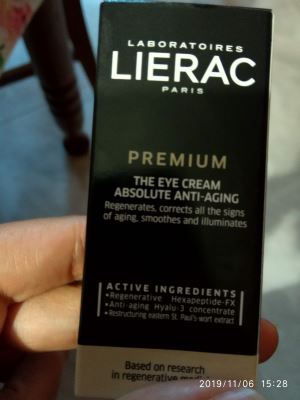 LABORATOIRES
LIERAC
PARIS
PREMIUM
THE EYE CREAM
ABSOLUTE ANTI-AGING
Regenerates, corrects all the signs
of aging, smoothes and illuminates
ACTIVE INGREDIENTS
•Regenerative Hexapeptide-FX
•Anti aging Hyalu-3 concentrate
•Restructuring eastern St. Paul's-wort extract
Based on research
in regenerative
2019/11/06 15:28